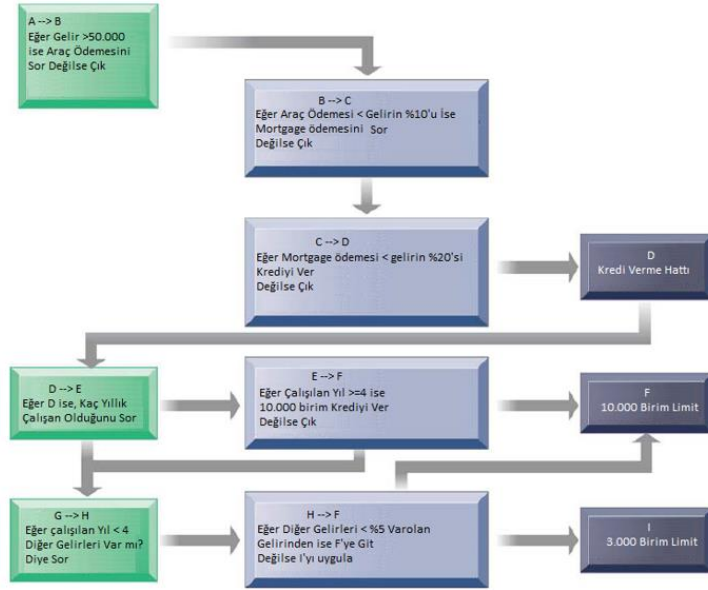 A --> B
Eğer Gelir >50.000
ise Araç Ödemesini
Sor Değilse Çık
B --> C
Eğer Araç Ödemesi < Gelirin %10'u İse
Mortgage ödemesini Sor
Değilse Çık
C --> D
Eğer Mortgage ödemesi < gelirin %20'si
Krediyi Ver
Değilse Çık
D
Kredi Verme Hattı
D --> E
Eğer D ise, Kaç Yıllık
Çalışan Olduğunu Sor
E --> F
Eğer Çalışılan Yıl >=4 ise
10.000 birim Krediyi Ver
Değilse Çık
F
10.000 Birim Limit
G --> H
Eğer çalışılan Yıl < 4
Diğer Gelirleri Var mı?
Diye Sor
H --> F
Eğer Diğer Gelirleri < %5 Varolan
Gelirinden ise F'ye Git
Değilse I'yı uygula
I
3.000 Birim Limit